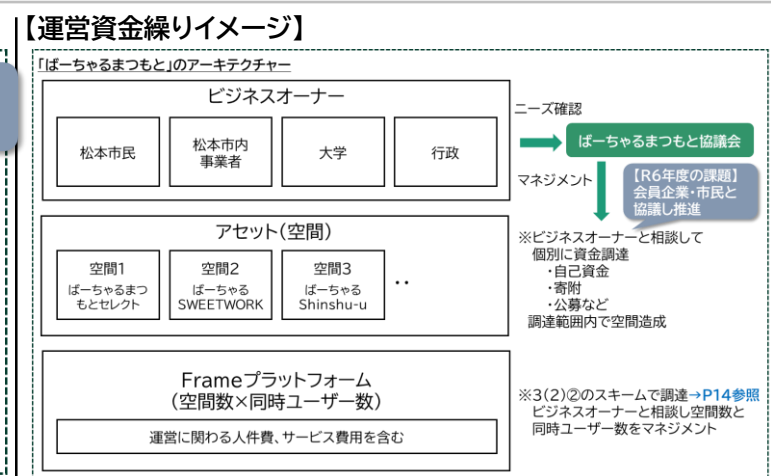 【運営資金繰りイメージ】
「ばーちゃるまつもと」のアーキテクチャー
ビジネスオーナー
松本市民
松本市内
事業者
大学
行政
ニーズ確認
ばーちゃるまつもと協議会
マネジメント
【R6年度の課題】
会員企業・市民と
協議し推進
アセット(空間)
空間1
ばーちゃるまつ
もとセレクト
空間2
ばーちゃる
SWEETWORK
空間3
ばーちゃる
Shinshu-u
‥
※ビジネスオーナーと相談して
個別に資金調達
・自己資金
・寄附
・公募など
調達範囲内で空間造成
Frameプラットフォーム
(空間数×同時ユーザー数)
運営に関わる人件費、サービス費用を含む
※3(2)②のスキームで調達→P14参照
ビジネスオーナーと相談し空間数と
同時ユーザー数をマネジメント